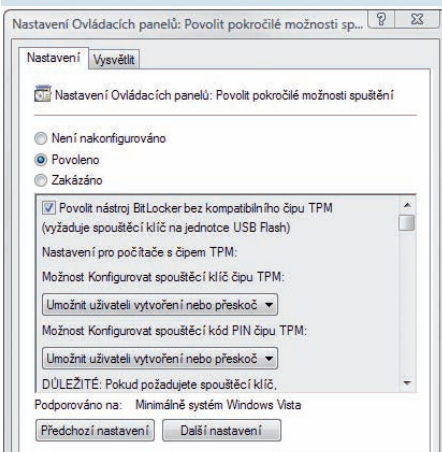 Nastavení Ovládacích panelů: Povolit pokročilé možnosti sp...
Nastavení Vysvětlit
Nastavení Ovládacích panelů: Povolit pokročilé možnosti spuštění
Není nakonfigurováno
Povoleno
Zakázáno
Povolit nástroj BitLocker bez kompatibilního čipu TPM
(vyžaduje spouštěcí klíč na jednotce USB Flash)
Nastavení pro počítače s čipem TPM:
Možnost Konfigurovat spouštěcí klíč čipu TPM:
Umožnit uživateli vytvoření nebo přeskoč
Možnost Konfigurovat spouštěcí kód PIN čipu TPM:
Umožnit uživateli vytvoření nebo přeskoč
DŮLEŽITÉ: Pokud požadujete spouštěcí klíč,
Podporováno na: Minimálně systém Windows Vista
Předchozí nastavení Další nastavení